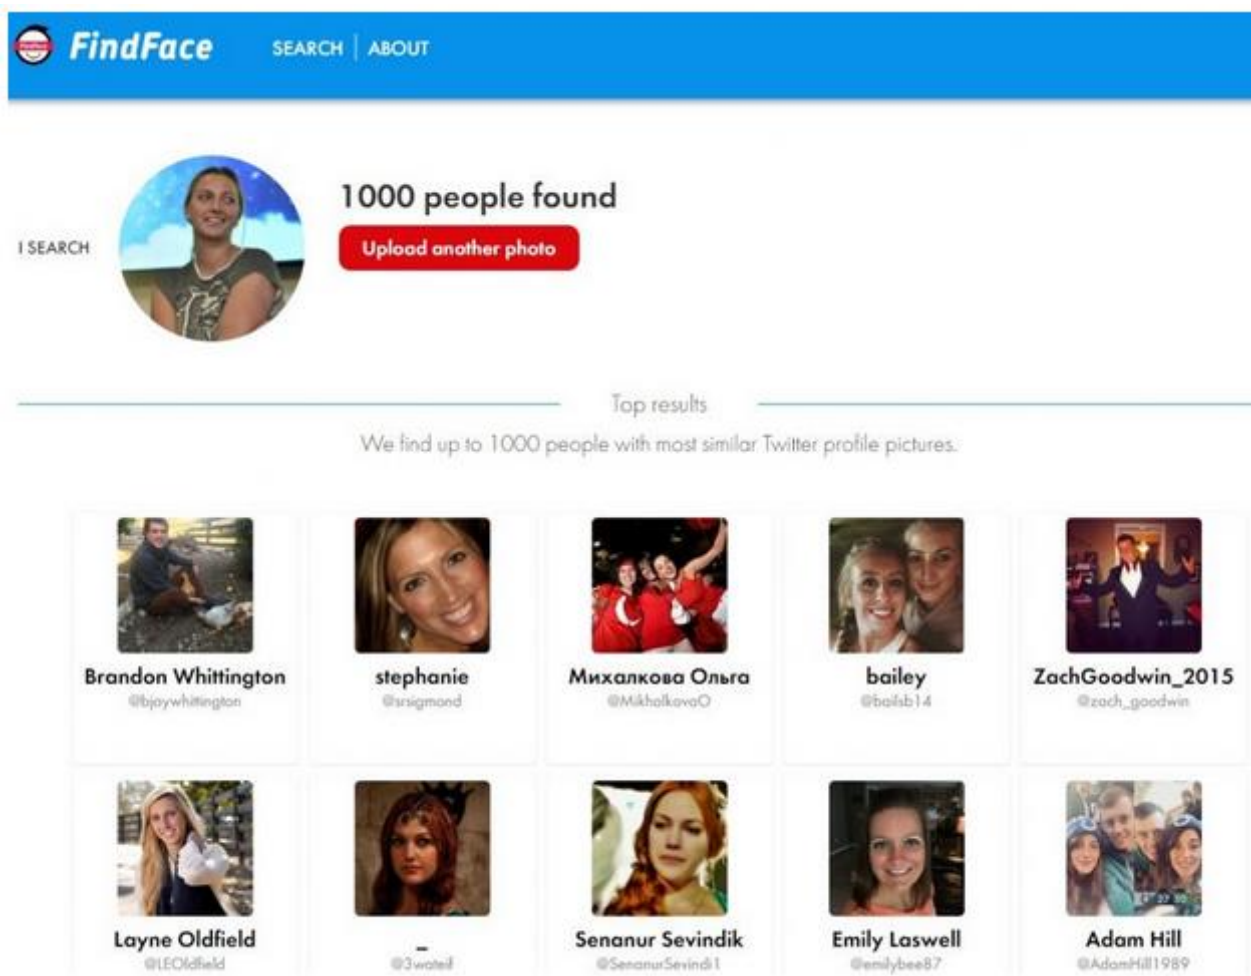 FindFace SEARCH | ABOUT
1000 people found
I SEARCH
Upload another photo
Top results
We find up to 1000 people with most similar Twitter profile pictures.
Brandon Whittington stephanie Михалкова Ольга bailey ZachGoodwin_2015
@bjaywhittington @srsigmond @MikhalkovaO @bailsb14 @zach_goodwin
Layne Oldfield _ Senanur Sevindik Emily Laswell Adam Hill
@LEOldfield @3wateif @SenanurSevindi1 @emilybee87 @AdamHill1989